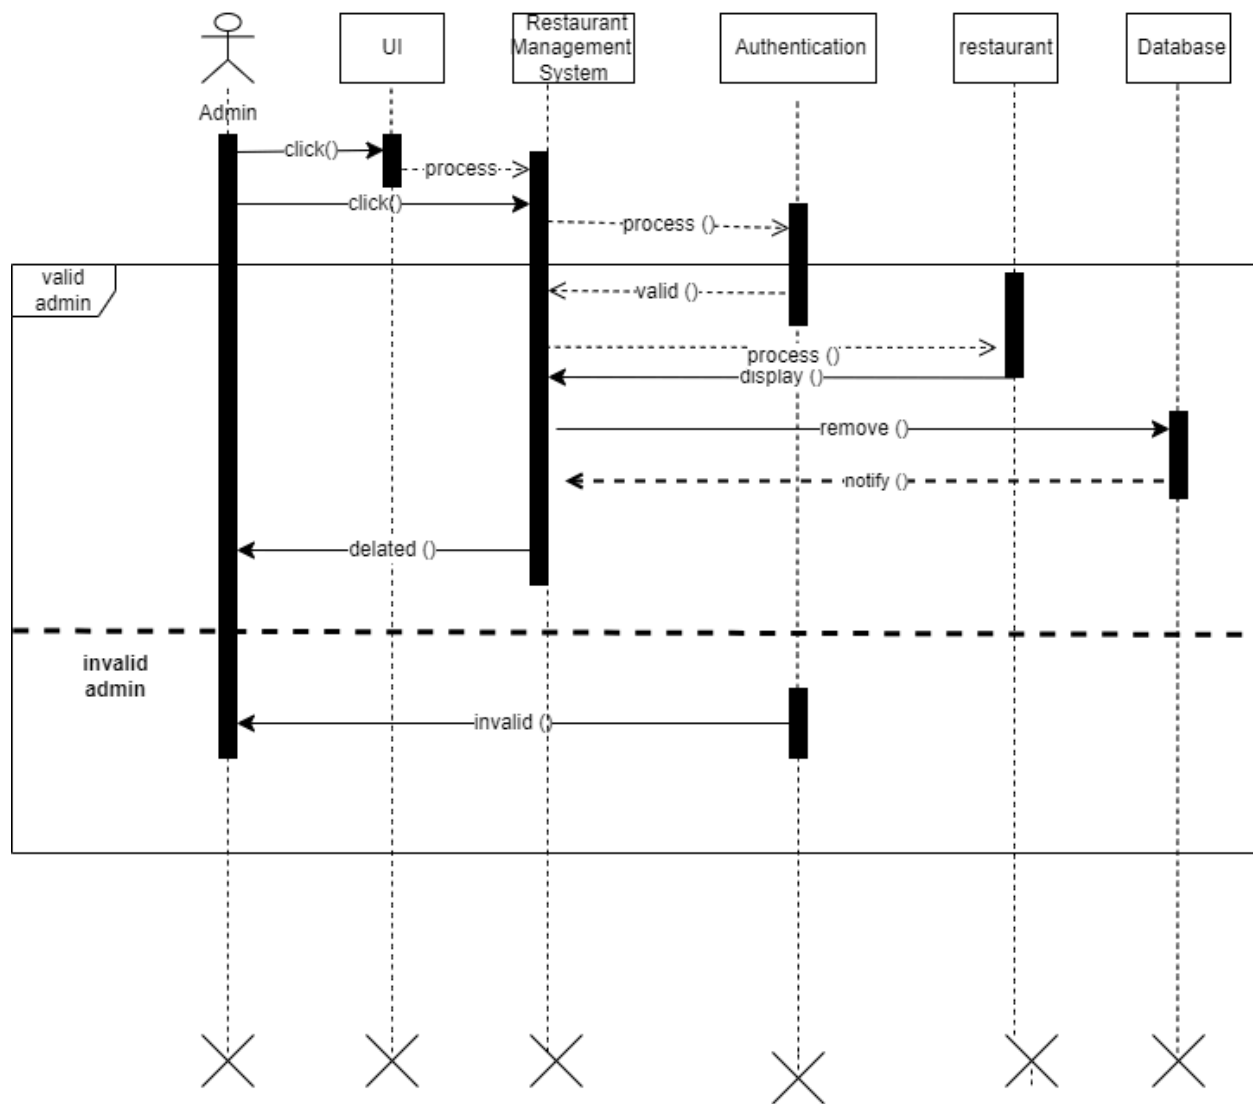 Restaurant
Management
System
UI
Authentication
restaurant
Database
Admin
click()
process
click()
process ()
valid
admin
valid ()
process ()
display ()
remove ()
notify ()
delated ()
invalid
admin
invalid ()